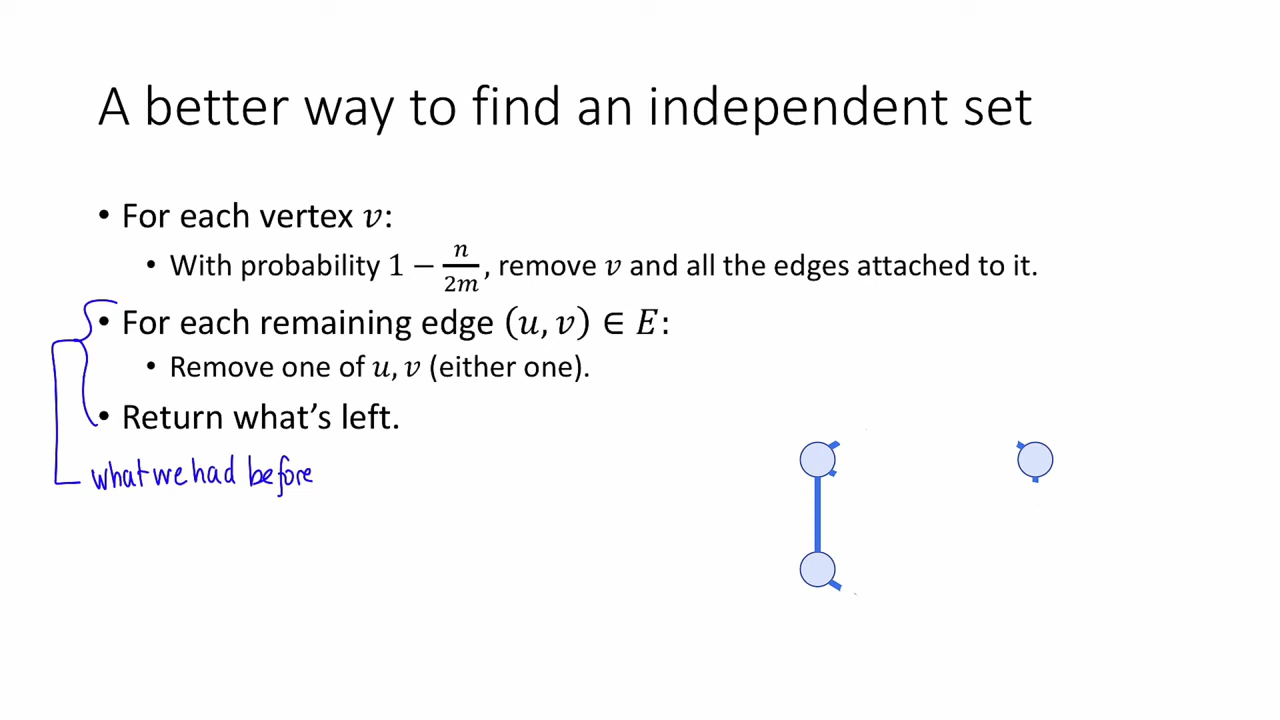 A better way to find an independent set
• For each vertex 𝑣:
• With probability 1 − n/2m, remove 𝑣 and all the edges attached to it.
• For each remaining edge (𝑢, 𝑣) ∈ 𝐸:
• Remove one of 𝑢, 𝑣 (either one).
• Return what's left.
what we had before